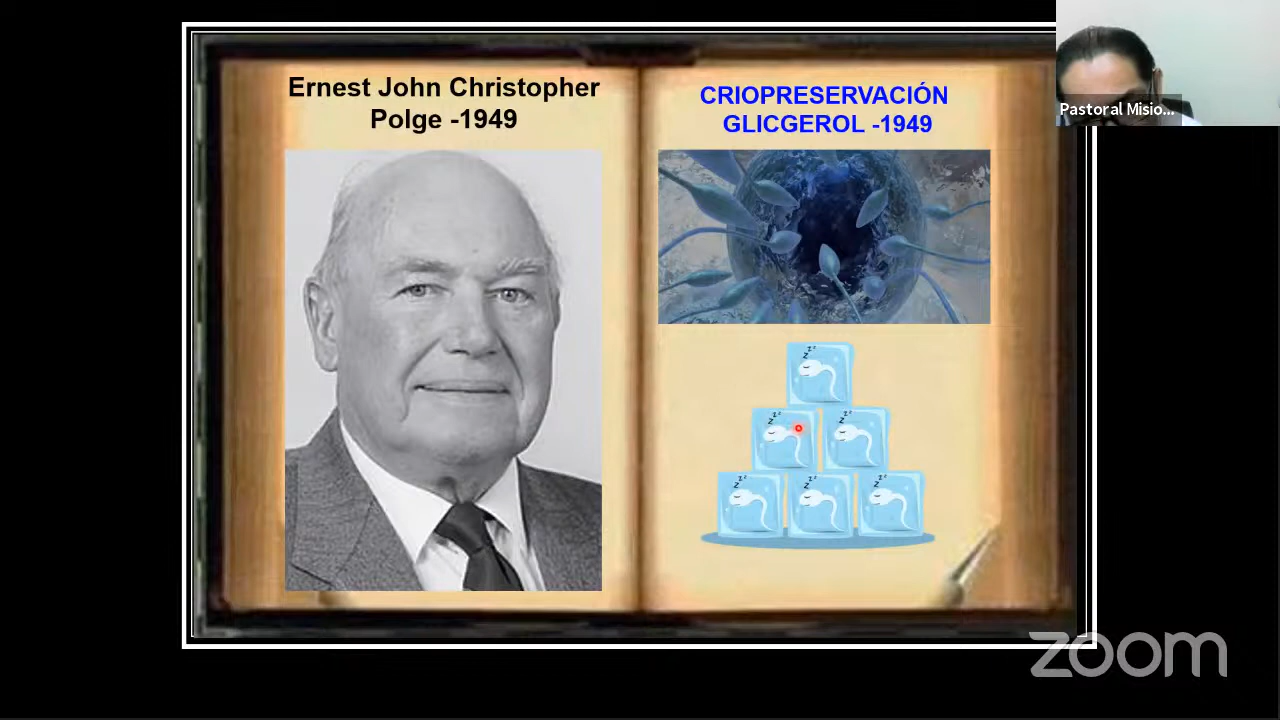 Ernest John Christopher
Polge -1949
CRIOPRESERVACIÓN
GLICGEROL -1949
Pastoral Misio...
z z z
z z z
z z z
z z z
z z z
z z z
zoom